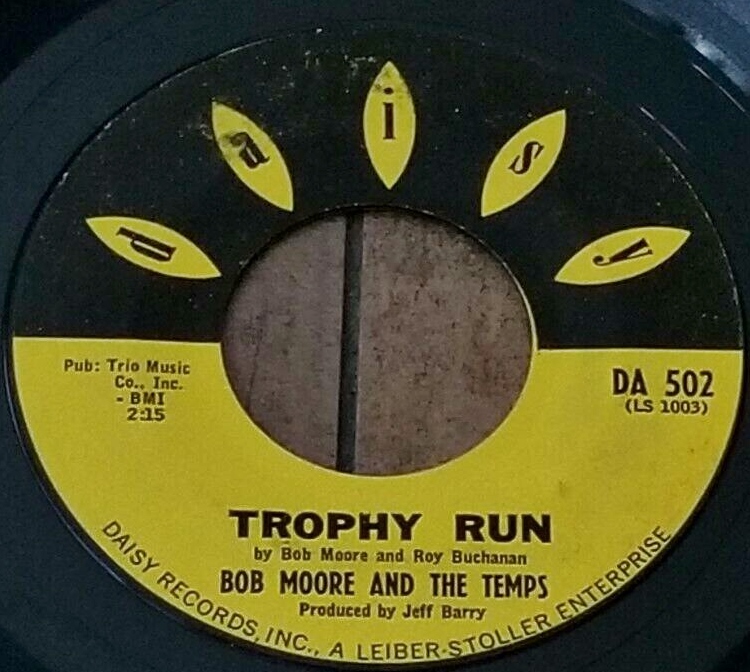 daisy
Pub: Trio Music
Co., Inc.
- BMI
2:15
DA 502
(LS 1003)
TROPHY RUN
by Bob Moore and Roy Buchanan
BOB MOORE AND THE TEMPS
Produced by Jeff Barry
DAISY RECORDS, INC., A LEIBER-STOLLER ENTERPRISE